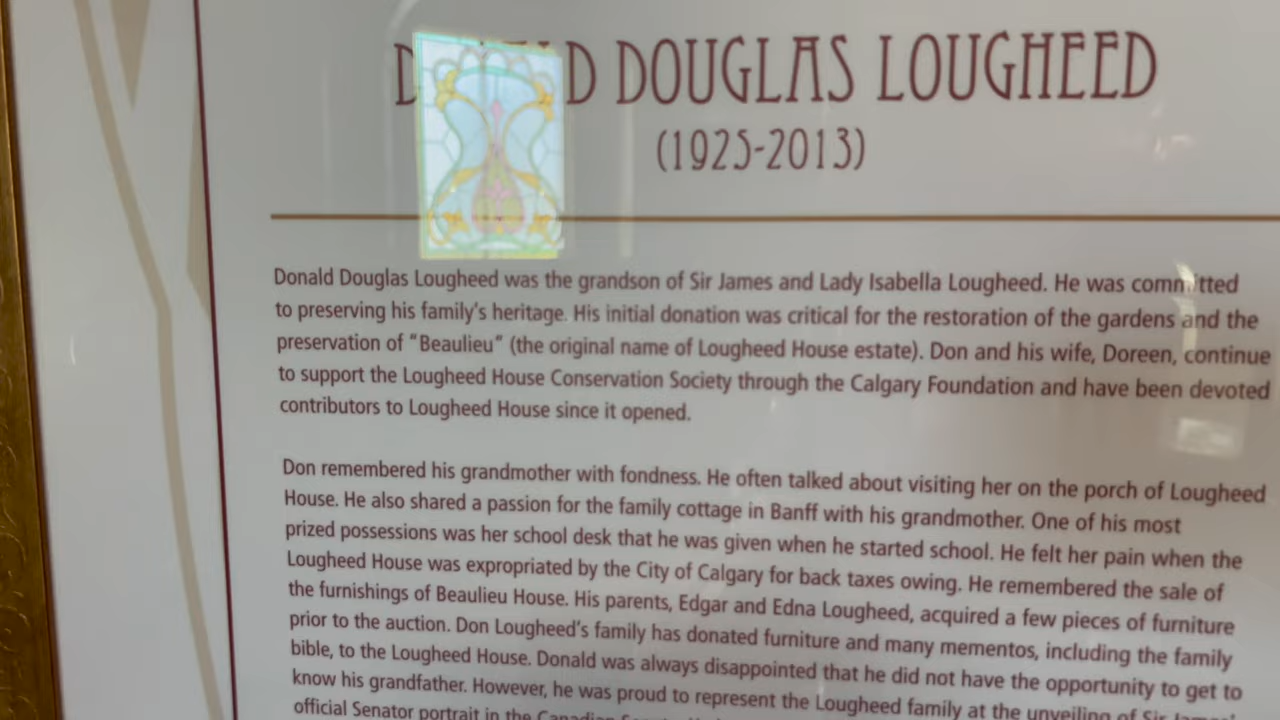 D DOUGLAS LOUGHEED
(1925-2013)
Donald Douglas Lougheed was the grandson of Sir James and Lady Isabella Lougheed. He was committed
to preserving his family's heritage. His initial donation was critical for the restoration of the gardens and the
preservation of “Beaulieu” (the original name of Lougheed House estate). Don and his wife, Doreen, continue
to support the Lougheed House Conservation Society through the Calgary Foundation and have been devoted
contributors to Lougheed House since it opened.
Don remembered his grandmother with fondness. He often talked about visiting her on the porch of Lougheed
House. He also shared a passion for the family cottage in Banff with his grandmother. One of his most
prized possessions was her school desk that he was given when he started school. He felt her pain when the
Lougheed House was expropriated by the City of Calgary for back taxes owing. He remembered the sale of
the furnishings of Beaulieu House. His parents, Edgar and Edna Lougheed, acquired a few pieces of furniture
prior to the auction. Don Lougheed's family has donated furniture and many mementos, including the family
bible, to the Lougheed House. Donald was always disappointed that he did not have the opportunity to get to
know his grandfather. However, he was proud to represent the Lougheed family at the unveiling of Sir
official Senator portrait in the